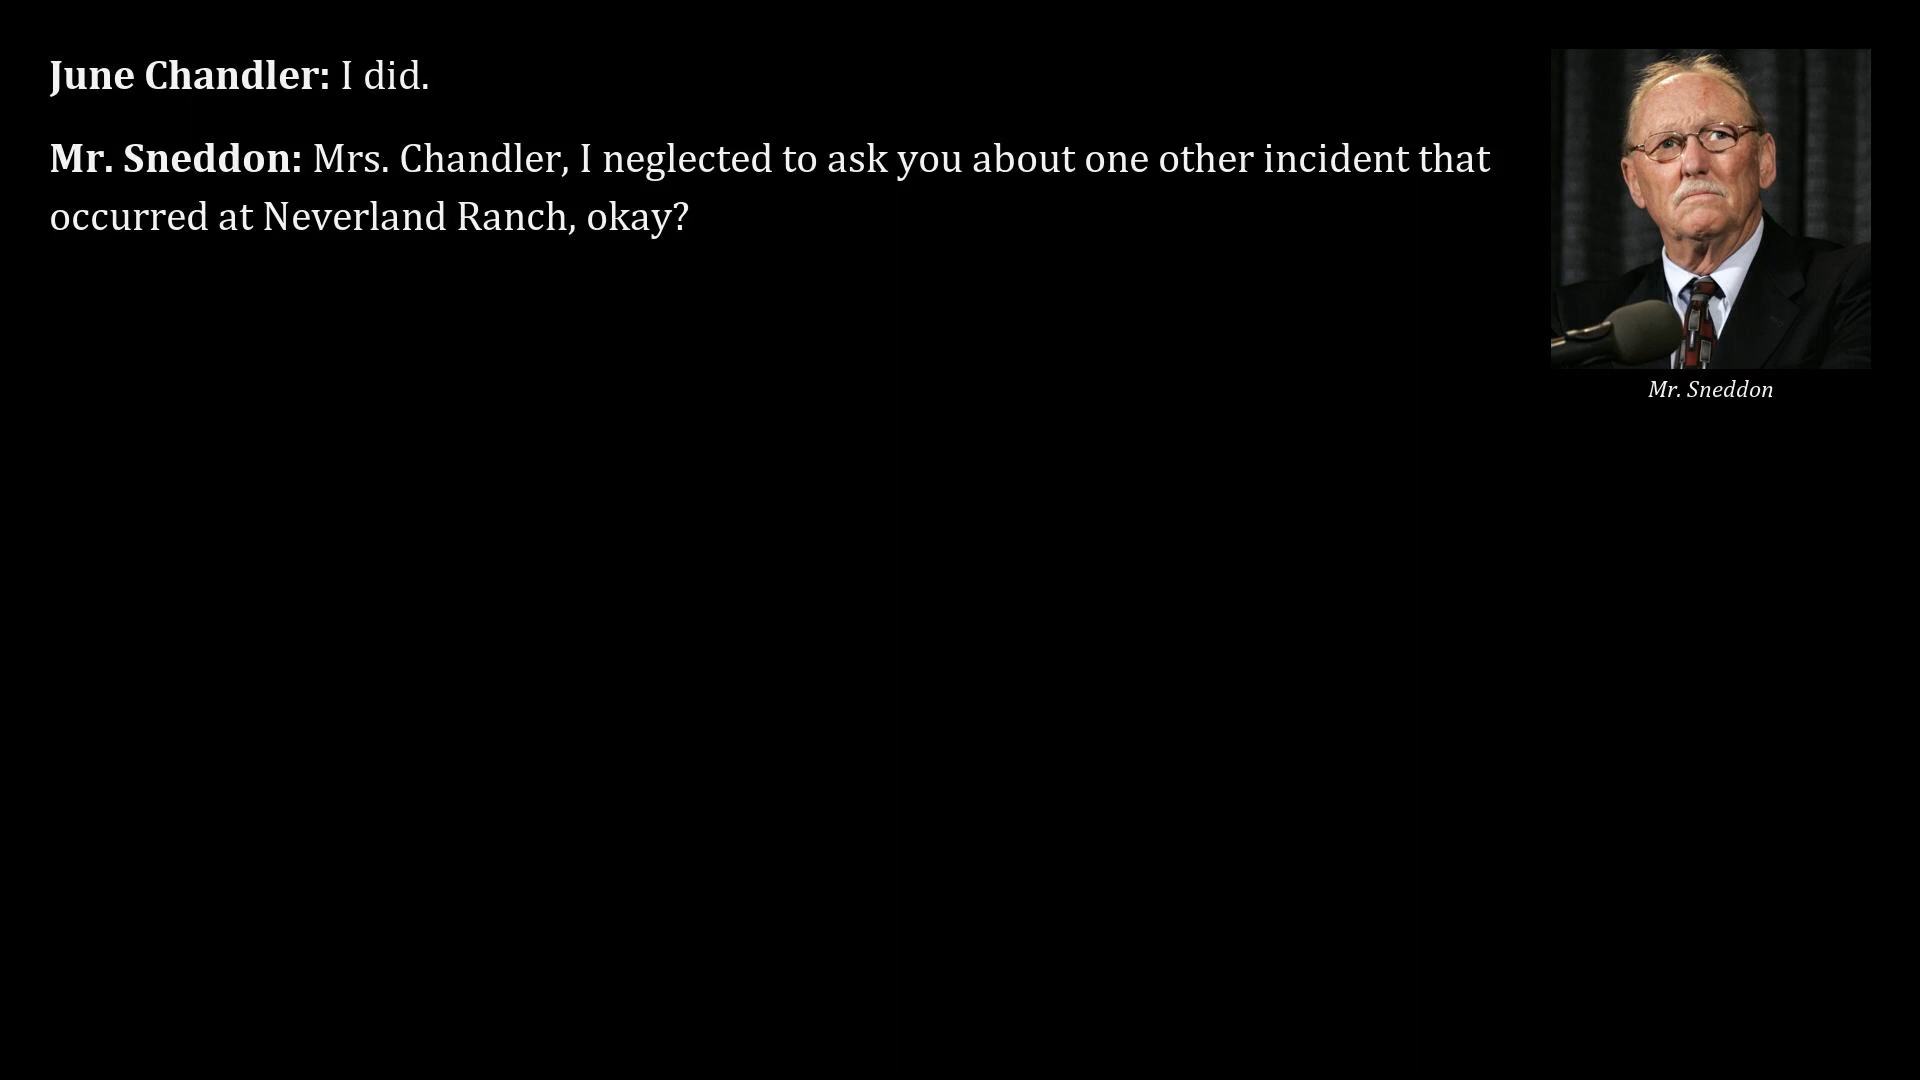 June Chandler: I did.
Mr. Sneddon: Mrs. Chandler, I neglected to ask you about one other incident that
occurred at Neverland Ranch, okay?
Mr. Sneddon